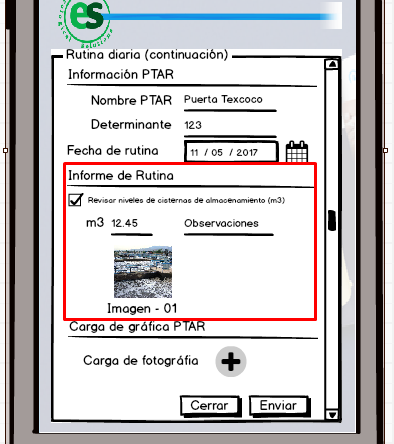 es
Rutina diaria (continuación)
Información PTAR
Nombre PTAR Puerta Texcoco
Determinante 123
Fecha de rutina 11 / 05 / 2017
Informe de Rutina
Revisar niveles de cisternas de almacenamiento (m3)
m3 12.45 Observaciones
Imagen - 01
Carga de gráfica PTAR
Carga de fotográfia
Cerrar Enviar